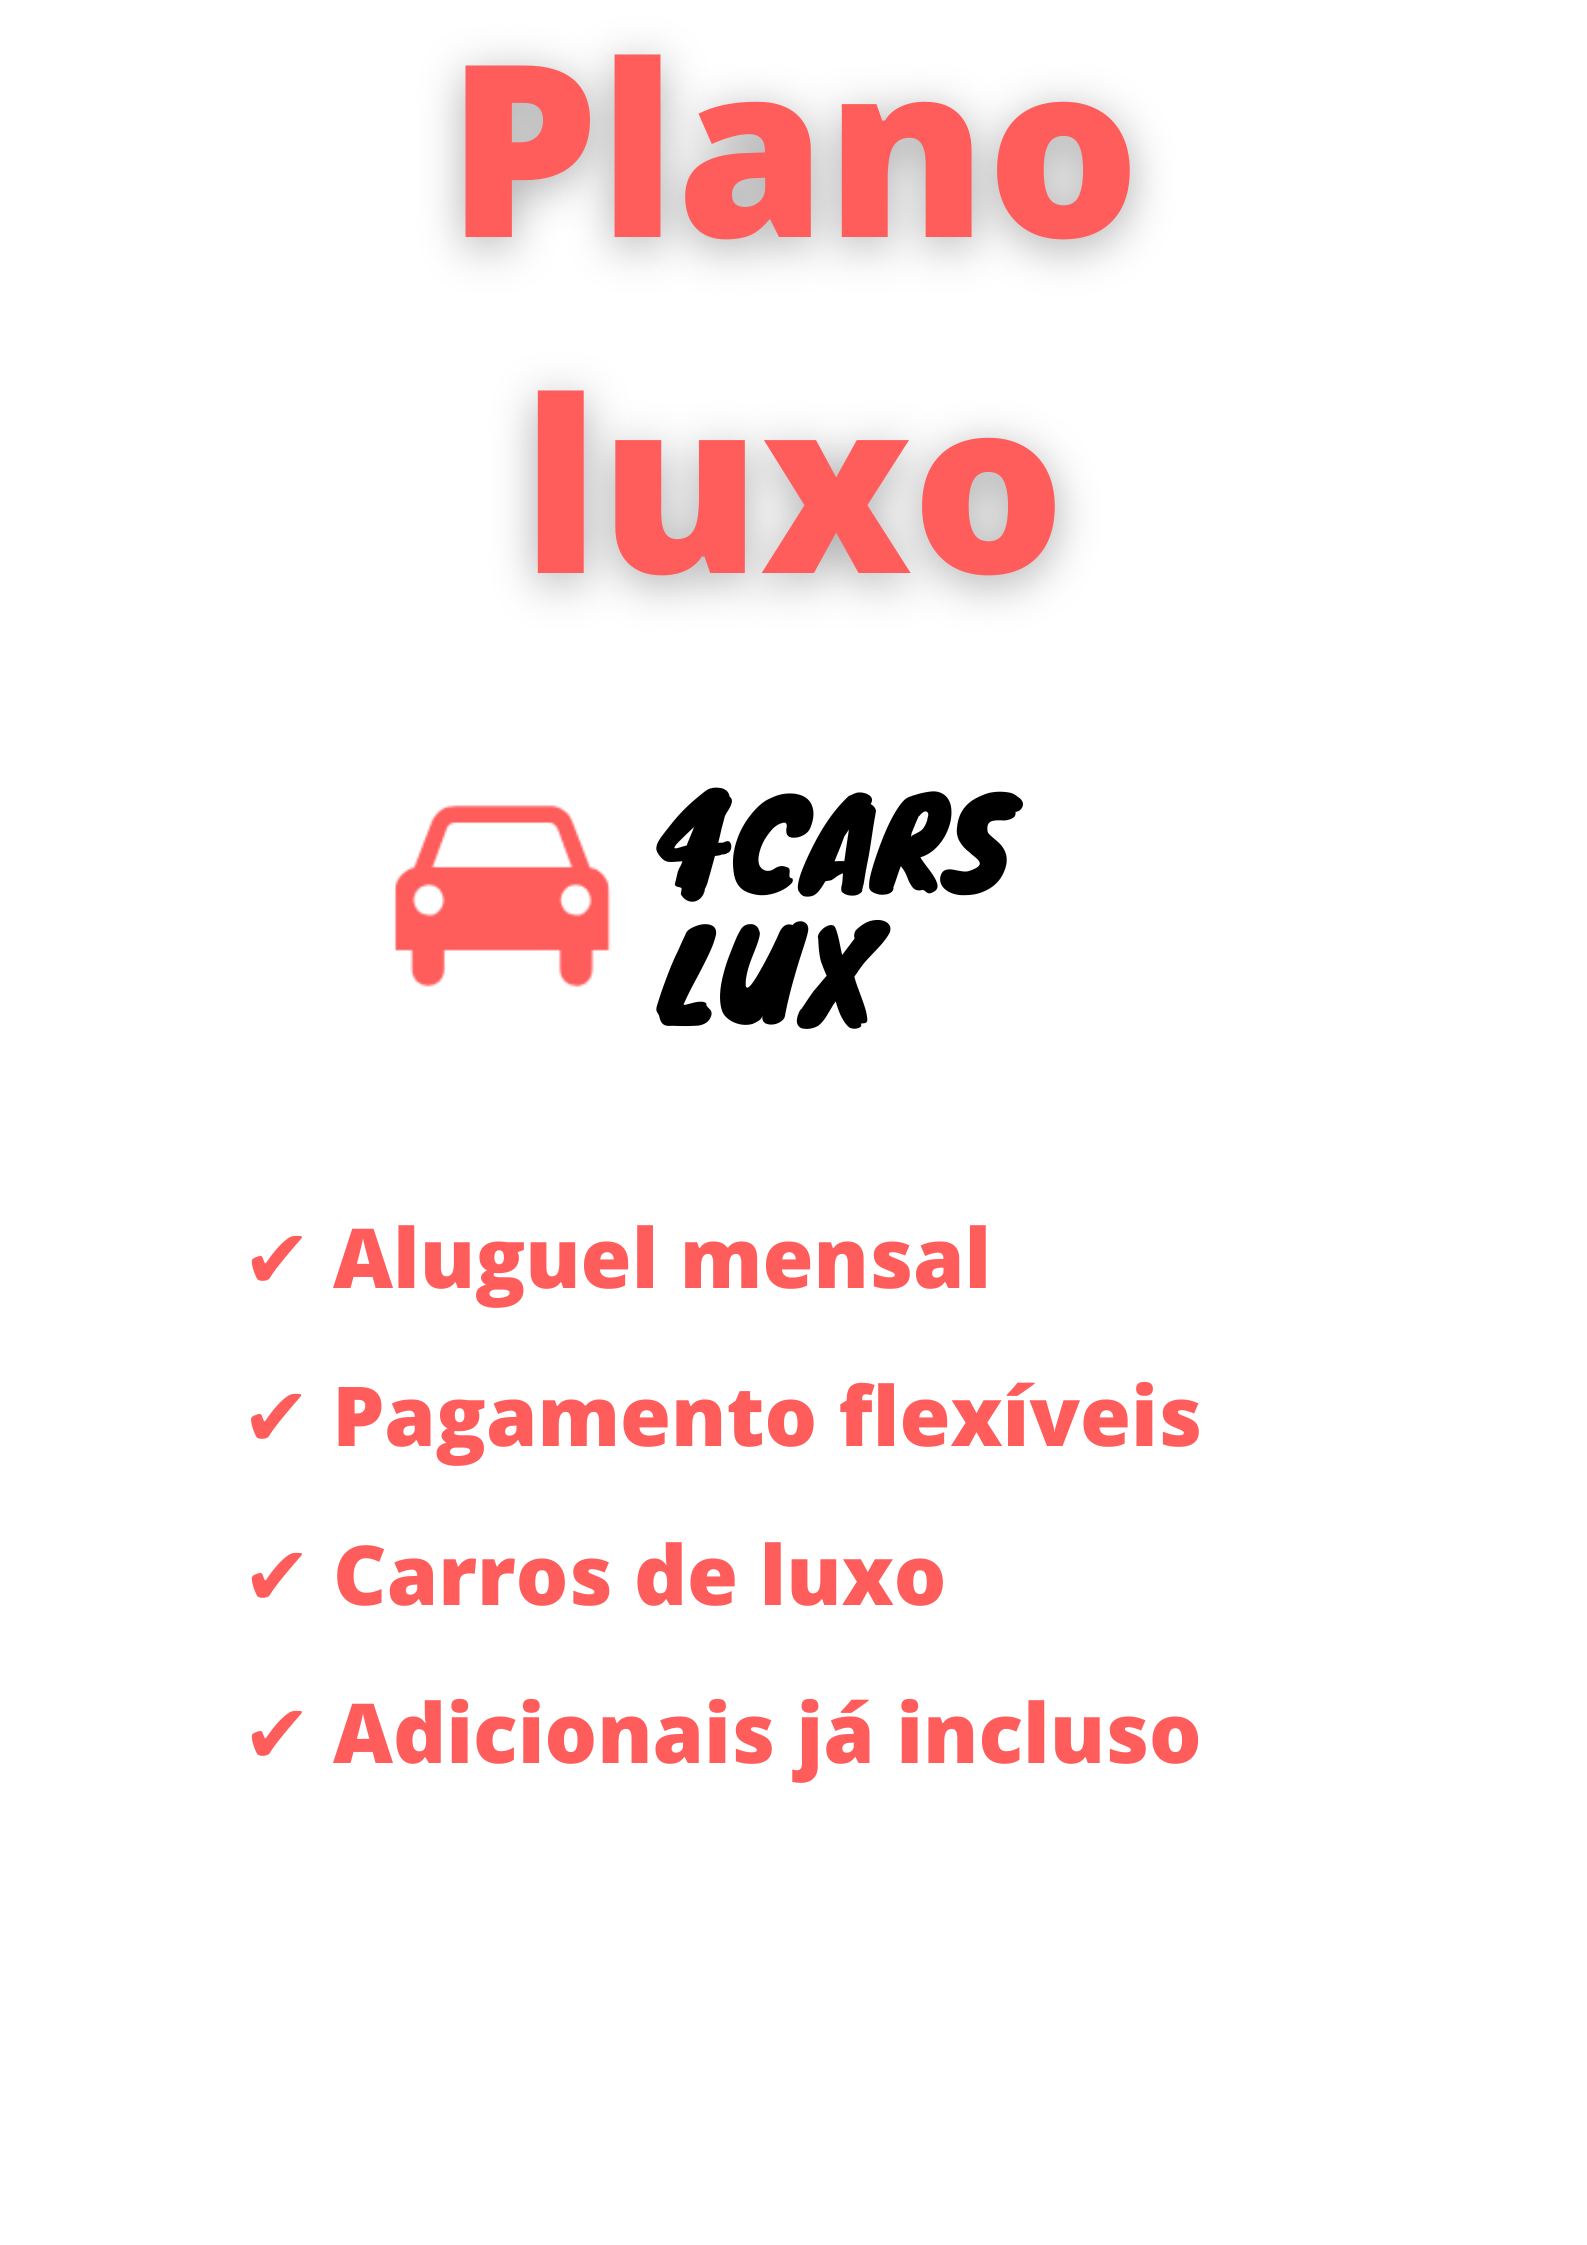 Plano
luxo
4CARS
LUX
✔ Aluguel mensal
✔ Pagamento flexíveis
✔ Carros de luxo
✔ Adicionais já incluso